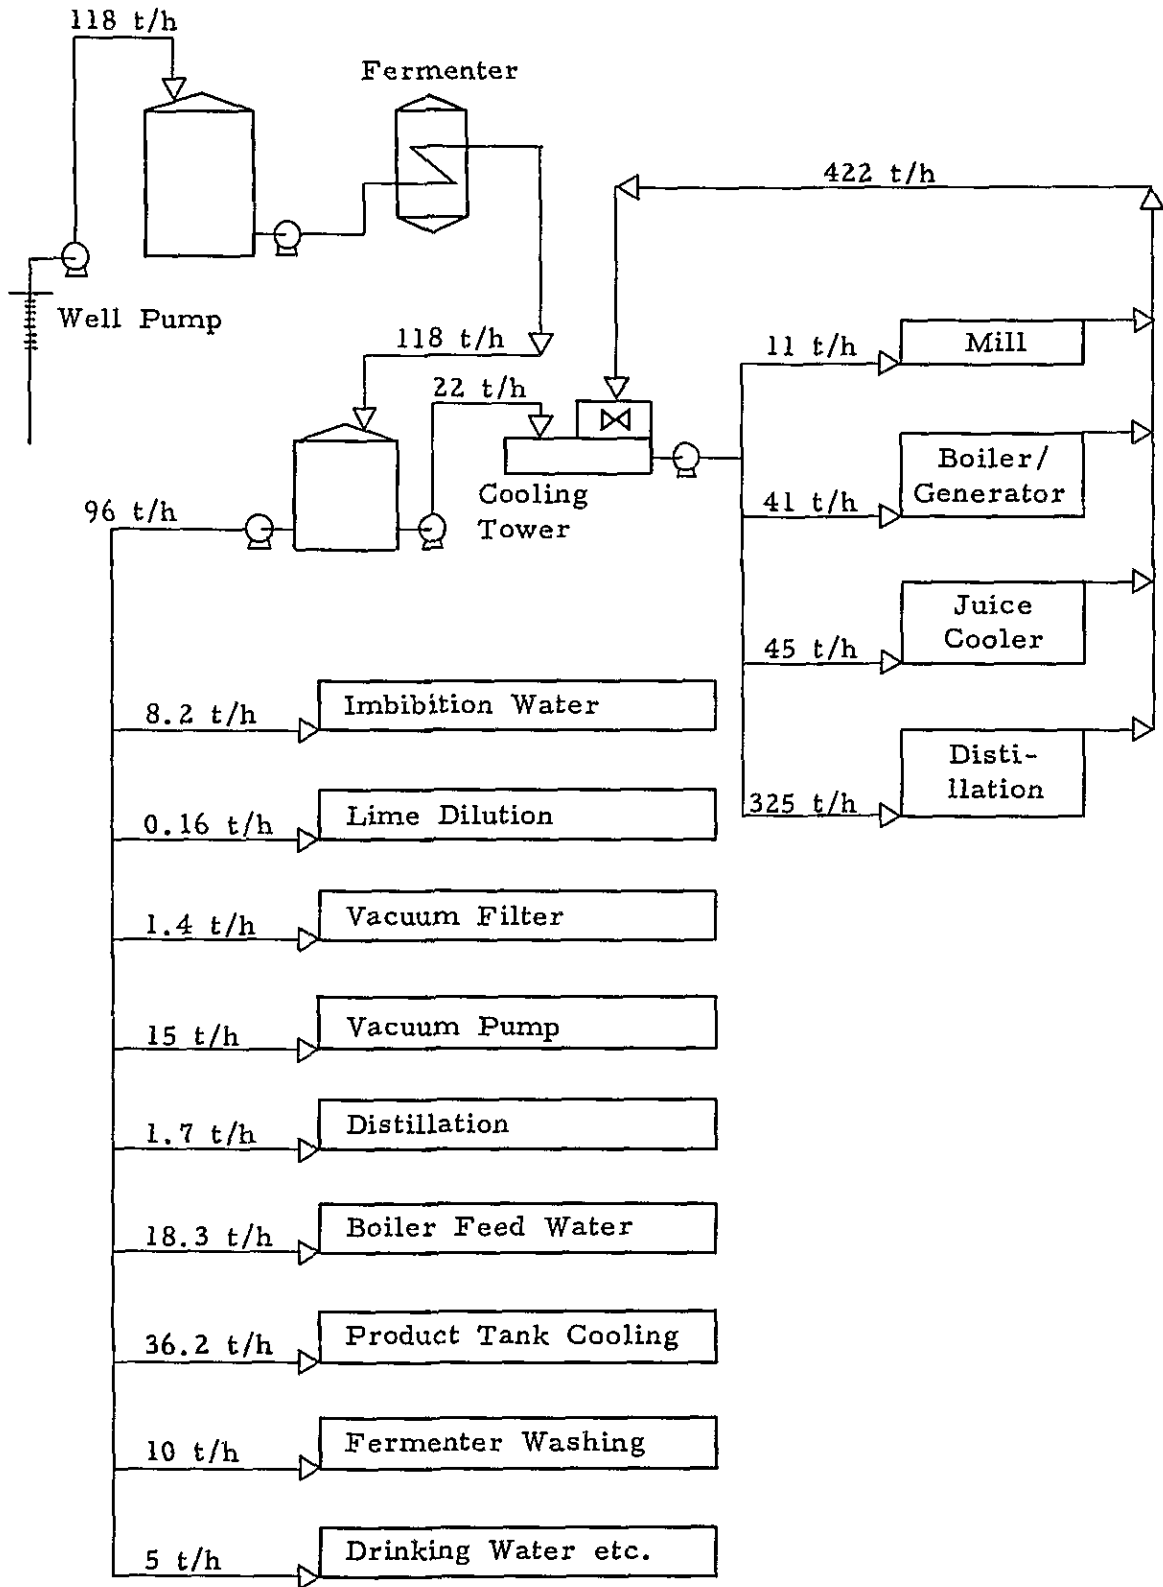 118 t/h
Fermenter
Well Pump
422 t/h
118 t/h
22 t/h
Cooling
Tower
11 t/h
Mill
41 t/h
Boiler/
Generator
45 t/h
Juice
Cooler
325 t/h
Disti-
llation
96 t/h
8.2 t/h
Imbibition Water
0.16 t/h
Lime Dilution
1.4 t/h
Vacuum Filter
15 t/h
Vacuum Pump
1.7 t/h
Distillation
18.3 t/h
Boiler Feed Water
36.2 t/h
Product Tank Cooling
10 t/h
Fermenter Washing
5 t/h
Drinking Water etc.